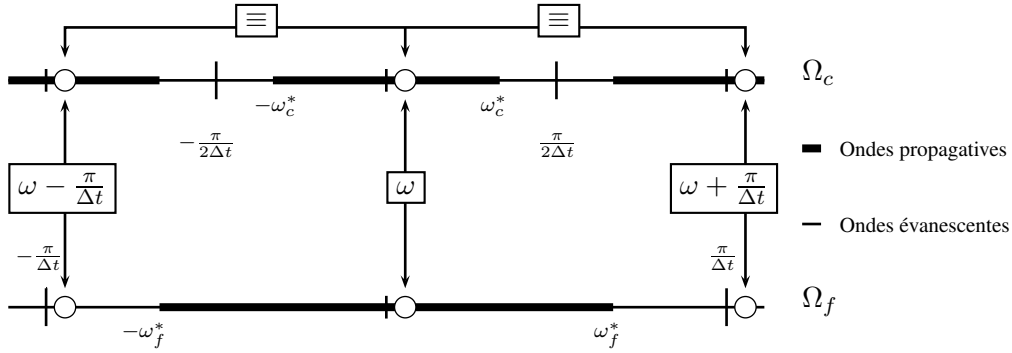 ≡ ≡
Ω_c
−ω_c^* ω_c^*
−π/2Δt π/2Δt
Ondes propagatives
ω − π/Δt ω ω + π/Δt
Ondes évanescentes
−π/Δt π/Δt
Ω_f
−ω_f^* ω_f^*